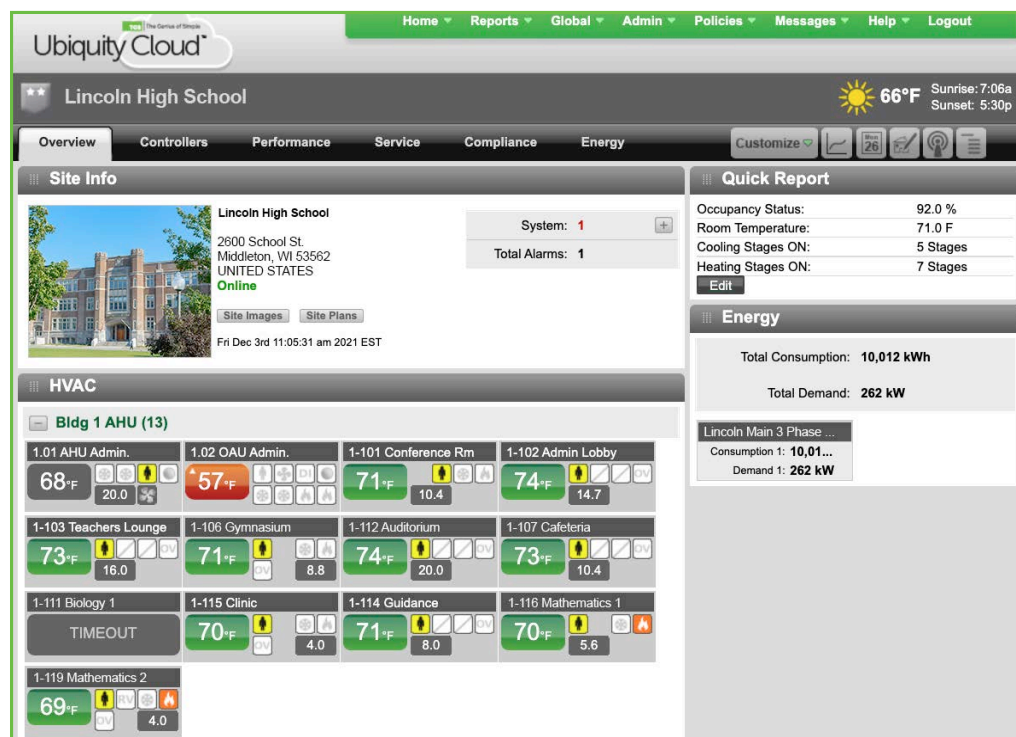 TCS The Genius of Simple
Ubiquity Cloud™
Home Reports Global Admin Policies Messages Help Logout
Lincoln High School
66°F
Sunrise: 7:06a
Sunset: 5:30p
Overview Controllers Performance Service Compliance Energy
Customize
Mon
26
Site Info
Lincoln High School
2600 School St.
Middleton, WI 53562
UNITED STATES
Online
Site Images Site Plans
Fri Dec 3rd 11:05:31 am 2021 EST
System: 1 +
Total Alarms: 1
Quick Report
Occupancy Status: 92.0 %
Room Temperature: 71.0 F
Cooling Stages ON: 5 Stages
Heating Stages ON: 7 Stages
Edit
Energy
Total Consumption: 10,012 kWh
Total Demand: 262 kW
Lincoln Main 3 Phase ...
Consumption 1: 10,01...
Demand 1: 262 kW
HVAC
Bldg 1 AHU (13)
1.01 AHU Admin.
68°F
20.0
1.02 OAU Admin.
57°F
DI
1-101 Conference Rm
71°F
10.4
1-102 Admin Lobby
74°F OV
14.7
1-103 Teachers Lounge
73°F OV
16.0
1-106 Gymnasium
71°F
OV 8.8
1-112 Auditorium
74°F OV
20.0
1-107 Cafeteria
73°F OV
10.4
1-111 Biology 1
TIMEOUT
1-115 Clinic
70°F
OV 4.0
1-114 Guidance
71°F OV
8.0
1-116 Mathematics 1
70°F
5.6
1-119 Mathematics 2
69°F RV
OV 4.0